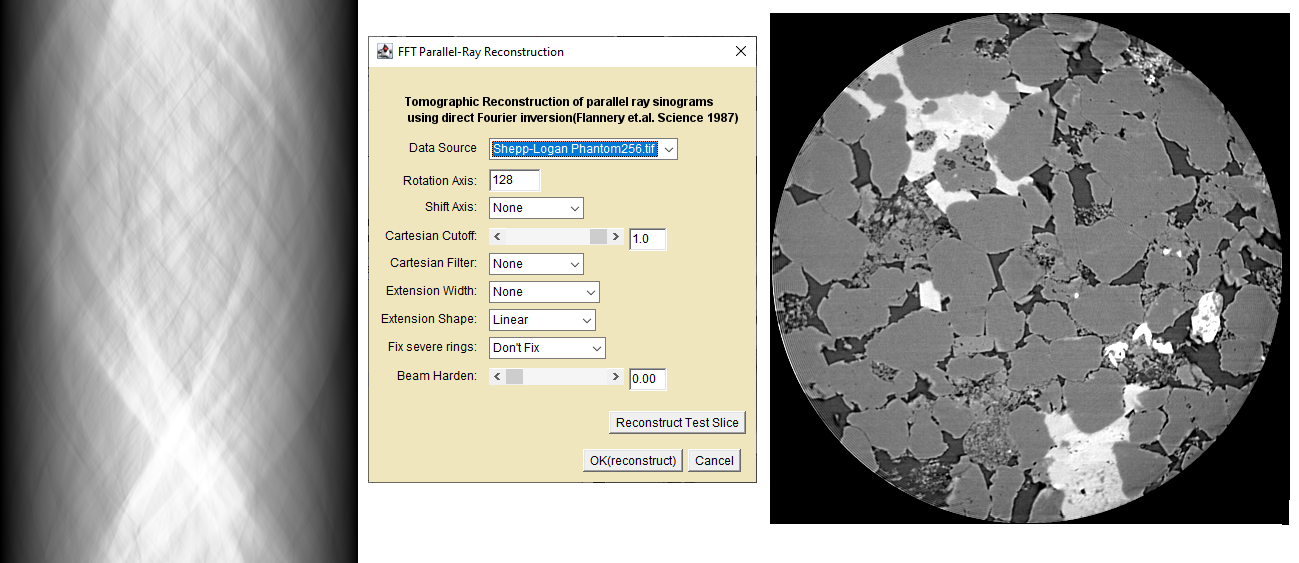 FFT Parallel-Ray Reconstruction
Tomographic Reconstruction of parallel ray sinograms
using direct Fourier inversion(Flannery et.al. Science 1987)
Data Source Shepp-Logan Phantom256.tif
Rotation Axis: 128
Shift Axis: None
Cartesian Cutoff: < > 1.0
Cartesian Filter: None
Extension Width: None
Extension Shape: Linear
Fix severe rings: Don't Fix
Beam Harden: < > 0.00
Reconstruct Test Slice
OK(reconstruct) Cancel